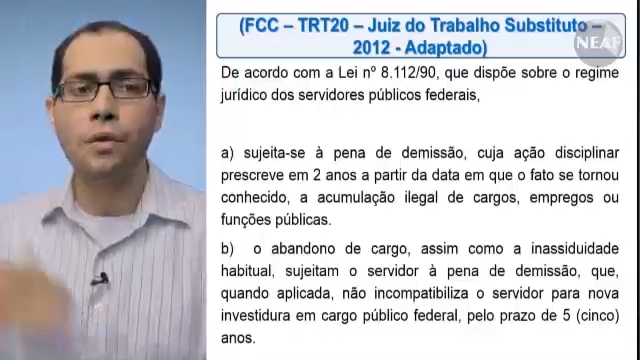 (FCC – TRT20 – Juiz do Trabalho Substituto –
2012 - Adaptado)
NEAF
De acordo com a Lei nº 8.112/90, que dispõe sobre o regime
jurídico dos servidores públicos federais,
a) sujeita-se à pena de demissão, cuja ação disciplinar
prescreve em 2 anos a partir da data em que o fato se tornou
conhecido, a acumulação ilegal de cargos, empregos ou
funções públicas.
b) o abandono de cargo, assim como a inassiduidade
habitual, sujeitam o servidor à pena de demissão, que,
quando aplicada, não incompatibiliza o servidor para nova
investidura em cargo público federal, pelo prazo de 5 (cinco)
anos.